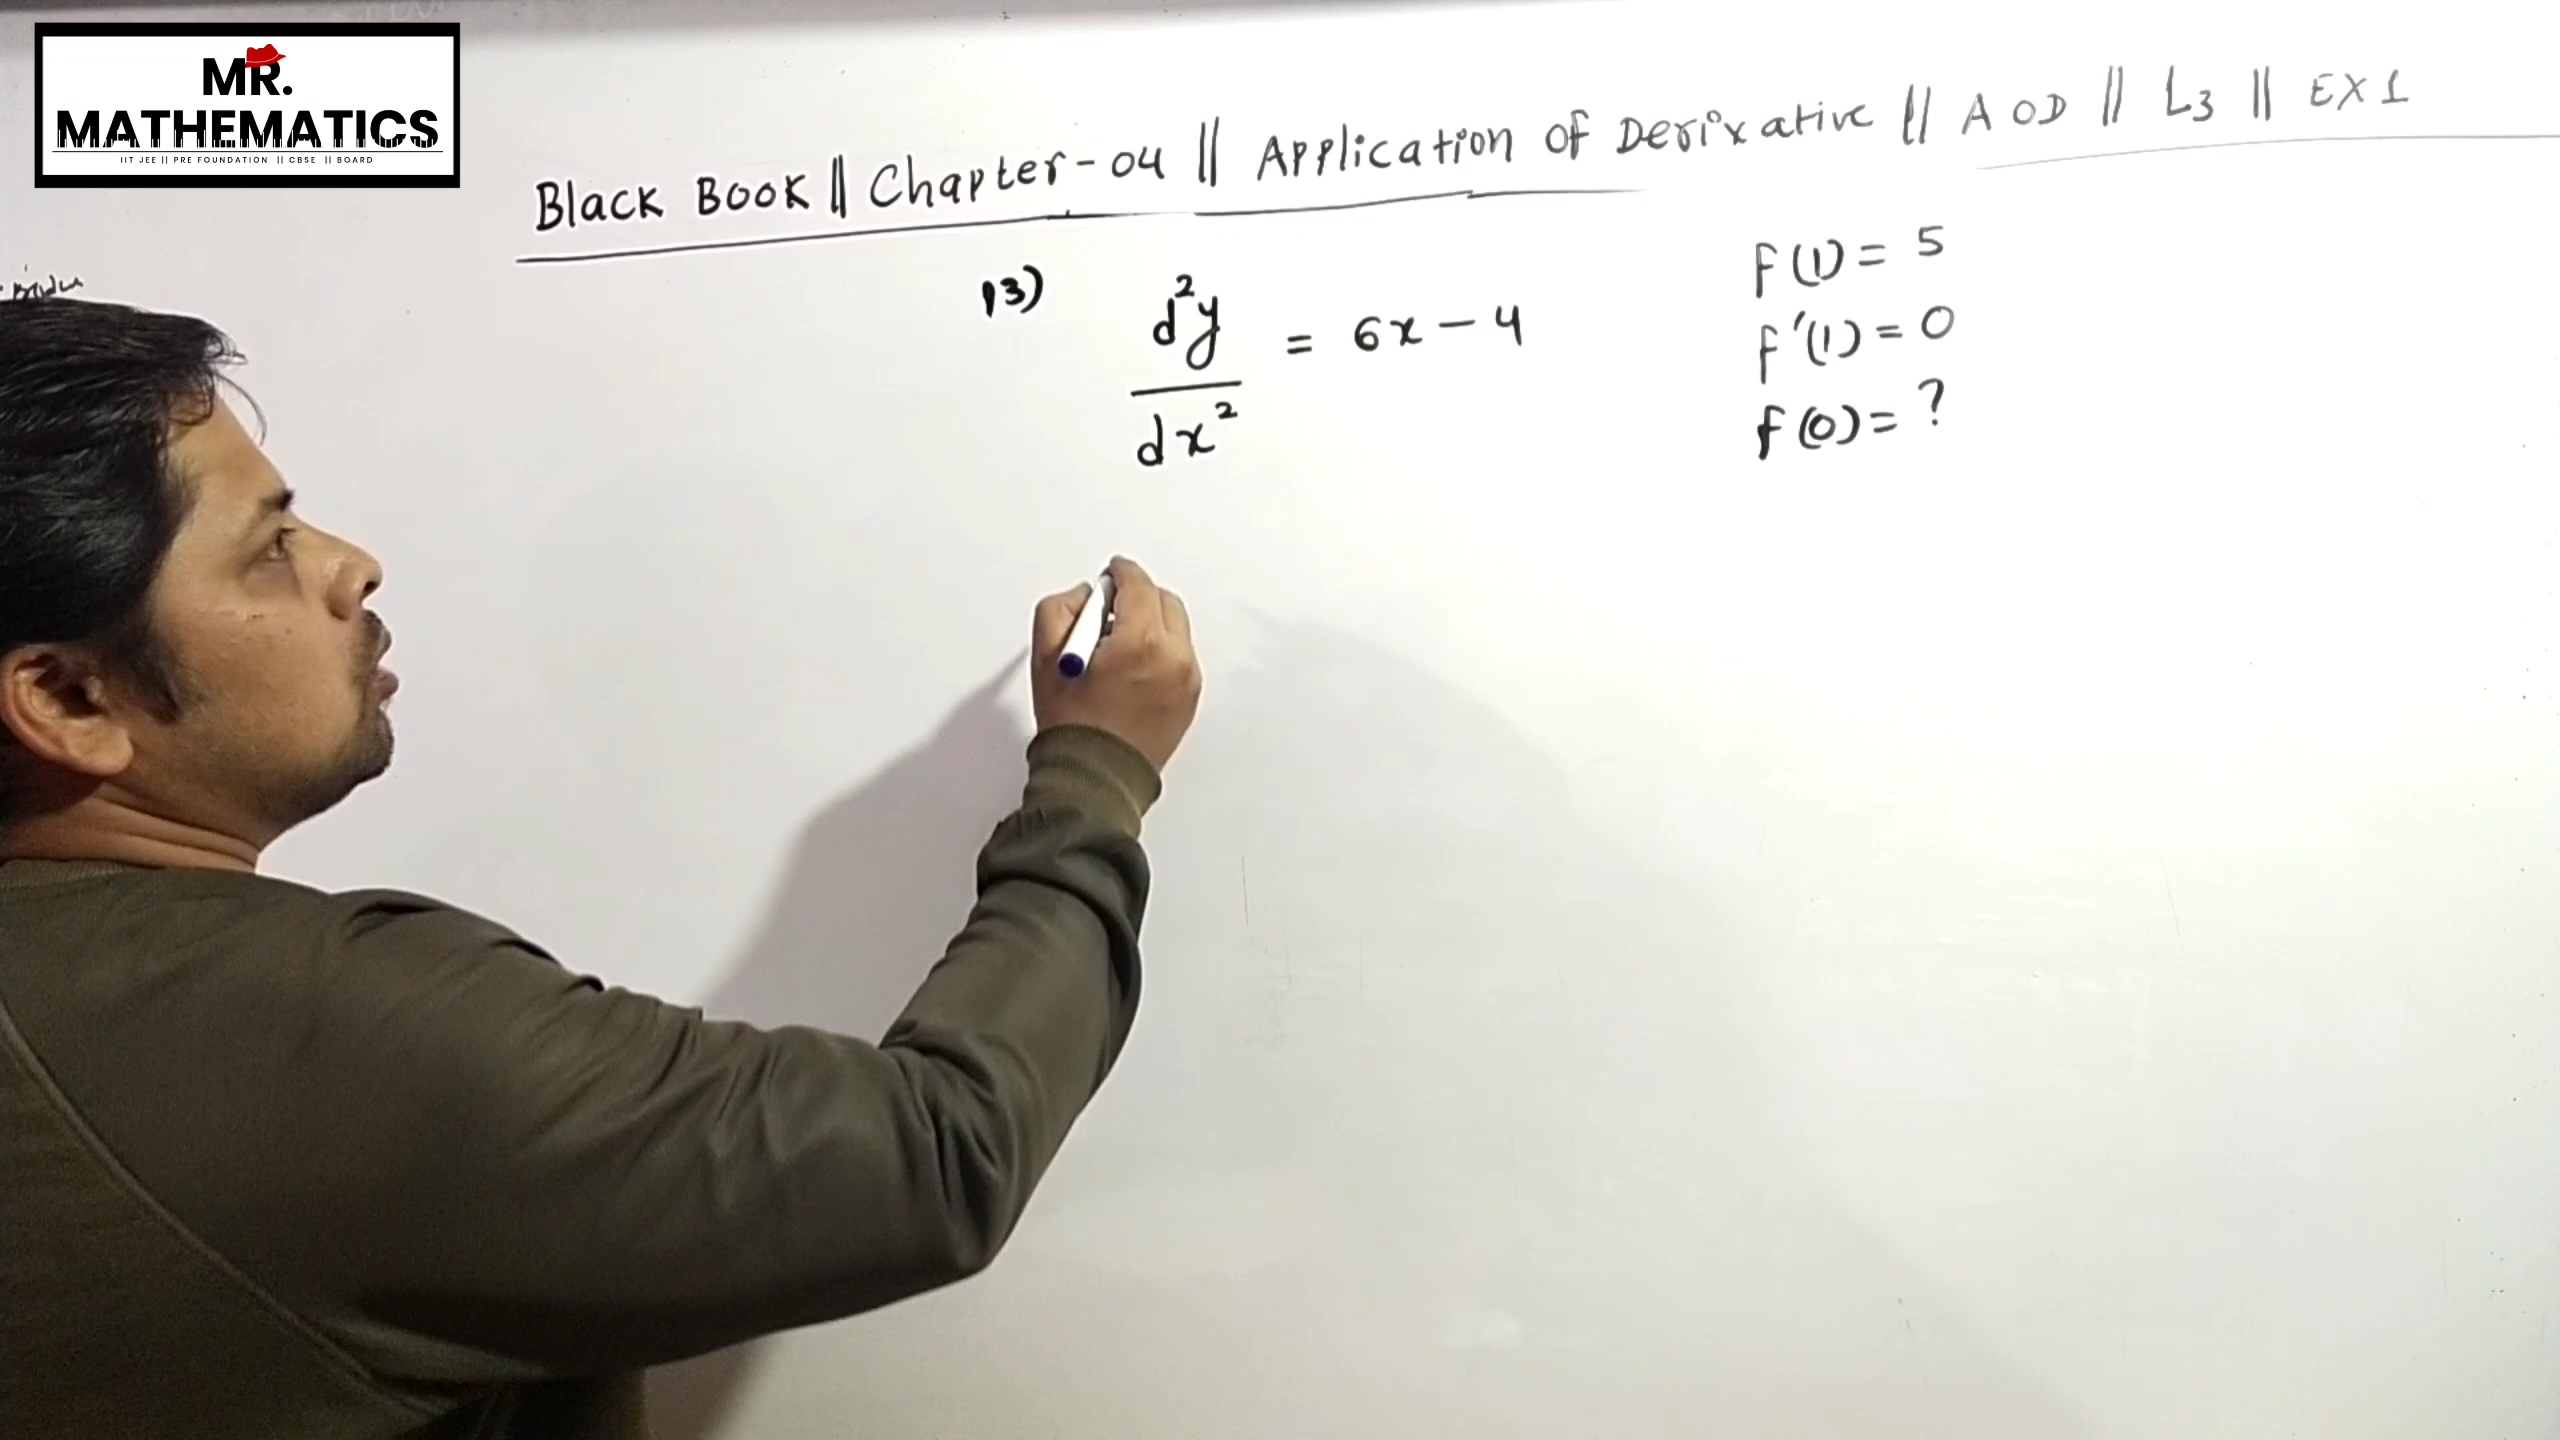 MR.
MATHEMATICS
IIT JEE || PRE FOUNDATION || CBSE || BOARD
Black Book || Chapter-04 || Application of Derivative || AOD || L3 || EX 1
13) d²y/dx² = 6x - 4
f(1) = 5
f'(1) = 0
f(0) = ?